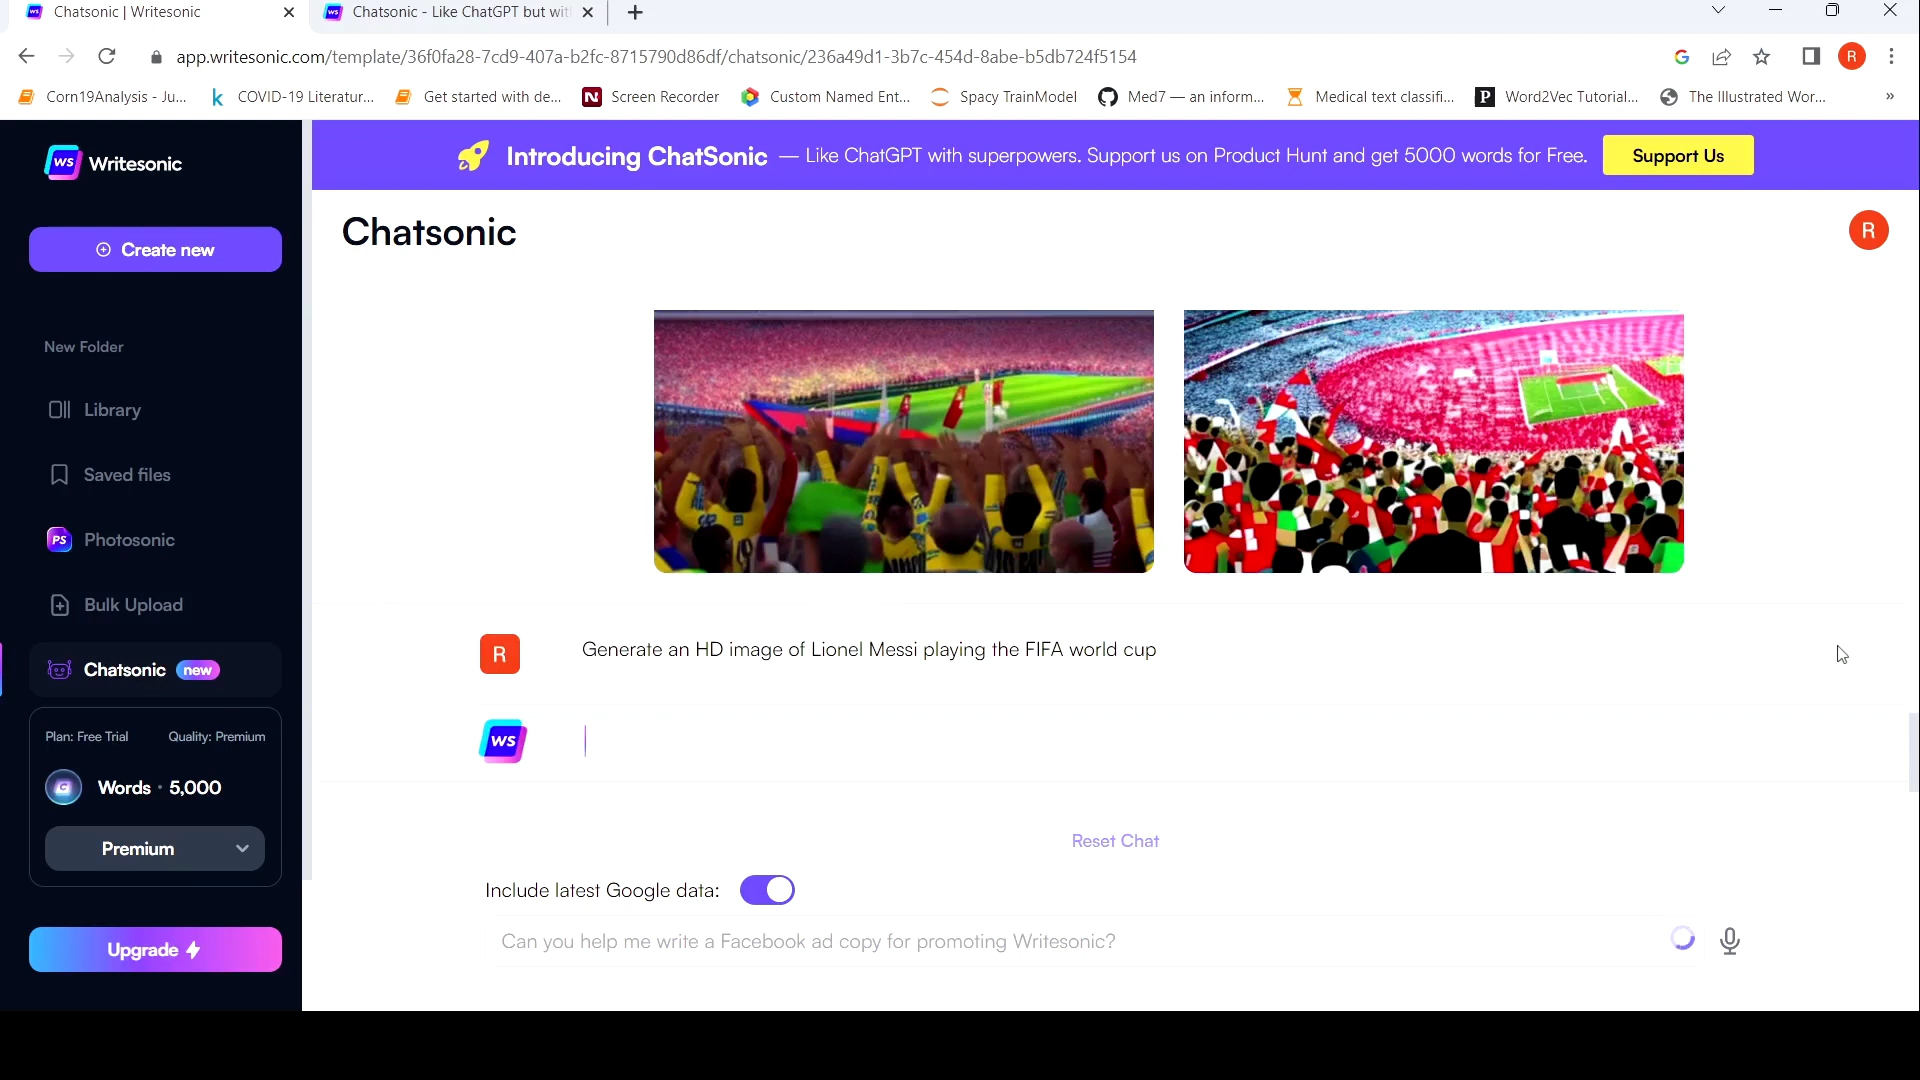 Chatsonic | Writesonic
Chatsonic - Like ChatGPT but wit
app.writesonic.com/template/36f0fa28-7cd9-407a-b2fc-8715790d86df/chatsonic/236a49d1-3b7c-454d-8abe-b5db724f5154
R
Corn19Analysis - Ju...
COVID-19 Literatur...
Get started with de...
Screen Recorder
Custom Named Ent...
Spacy TrainModel
Med7 — an inform...
Medical text classifi...
Word2Vec Tutorial...
The Illustrated Wor...
»
WS Writesonic
Introducing ChatSonic — Like ChatGPT with superpowers. Support us on Product Hunt and get 5000 words for Free.
Support Us
Create new
Chatsonic
R
New Folder
Library
Saved files
PS Photosonic
Bulk Upload
Chatsonic new
R
Generate an HD image of Lionel Messi playing the FIFA world cup
WS
Plan: Free Trial Quality: Premium
G Words · 5,000
Premium
Upgrade
Reset Chat
Include latest Google data:
Can you help me write a Facebook ad copy for promoting Writesonic?